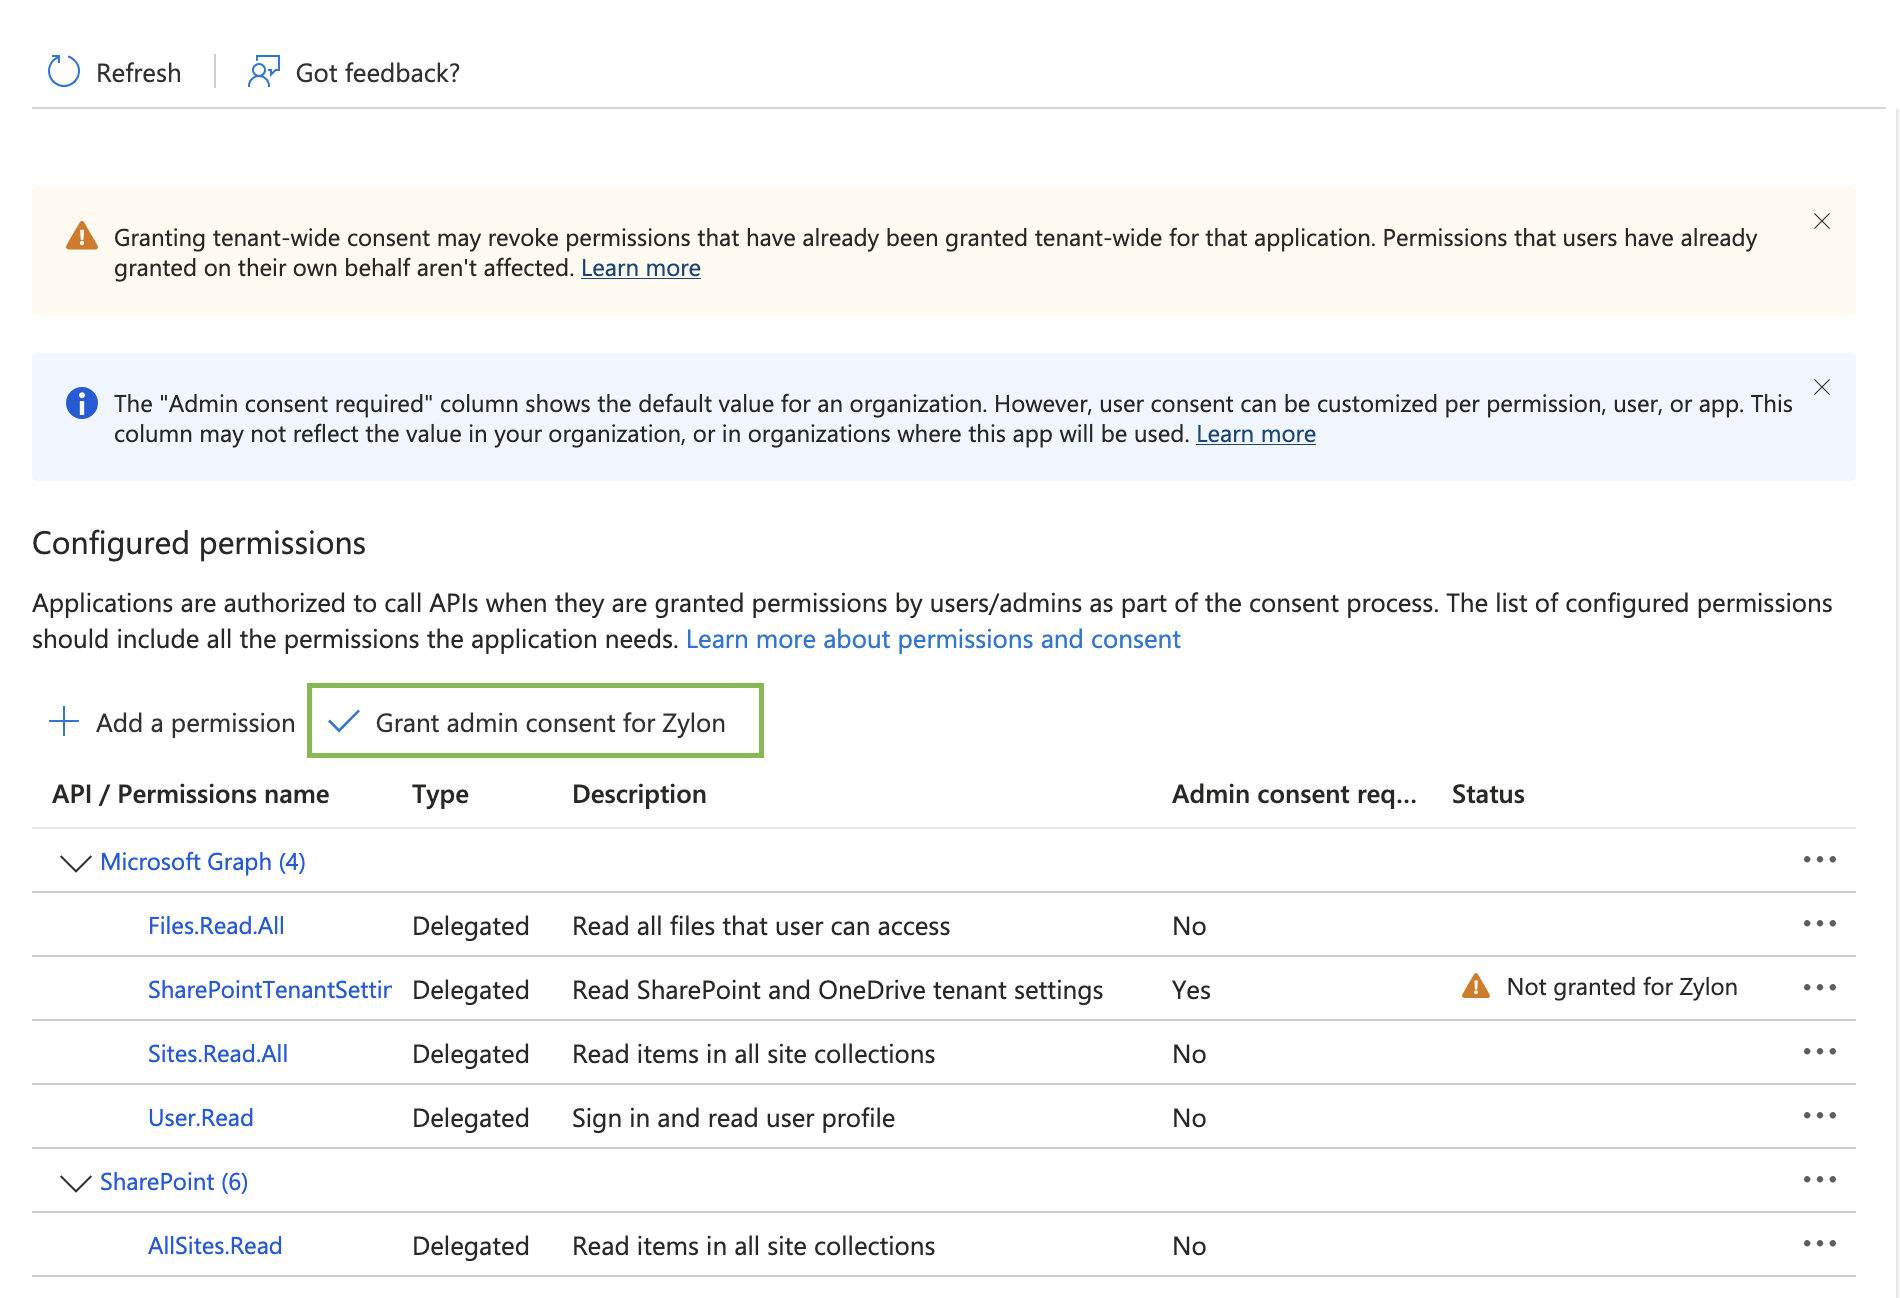 Refresh
Got feedback?
Granting tenant-wide consent may revoke permissions that have already been granted tenant-wide for that application. Permissions that users have already
granted on their own behalf aren't affected. Learn more
The "Admin consent required" column shows the default value for an organization. However, user consent can be customized per permission, user, or app. This
column may not reflect the value in your organization, or in organizations where this app will be used. Learn more
Configured permissions
Applications are authorized to call APIs when they are granted permissions by users/admins as part of the consent process. The list of configured permissions
should include all the permissions the application needs. Learn more about permissions and consent
Add a permission
Grant admin consent for Zylon
API / Permissions name Type Description Admin consent req... Status
Microsoft Graph (4)
Files.Read.All Delegated Read all files that user can access No
SharePointTenantSettin Delegated Read SharePoint and OneDrive tenant settings Yes Not granted for Zylon
Sites.Read.All Delegated Read items in all site collections No
User.Read Delegated Sign in and read user profile No
SharePoint (6)
AllSites.Read Delegated Read items in all site collections No